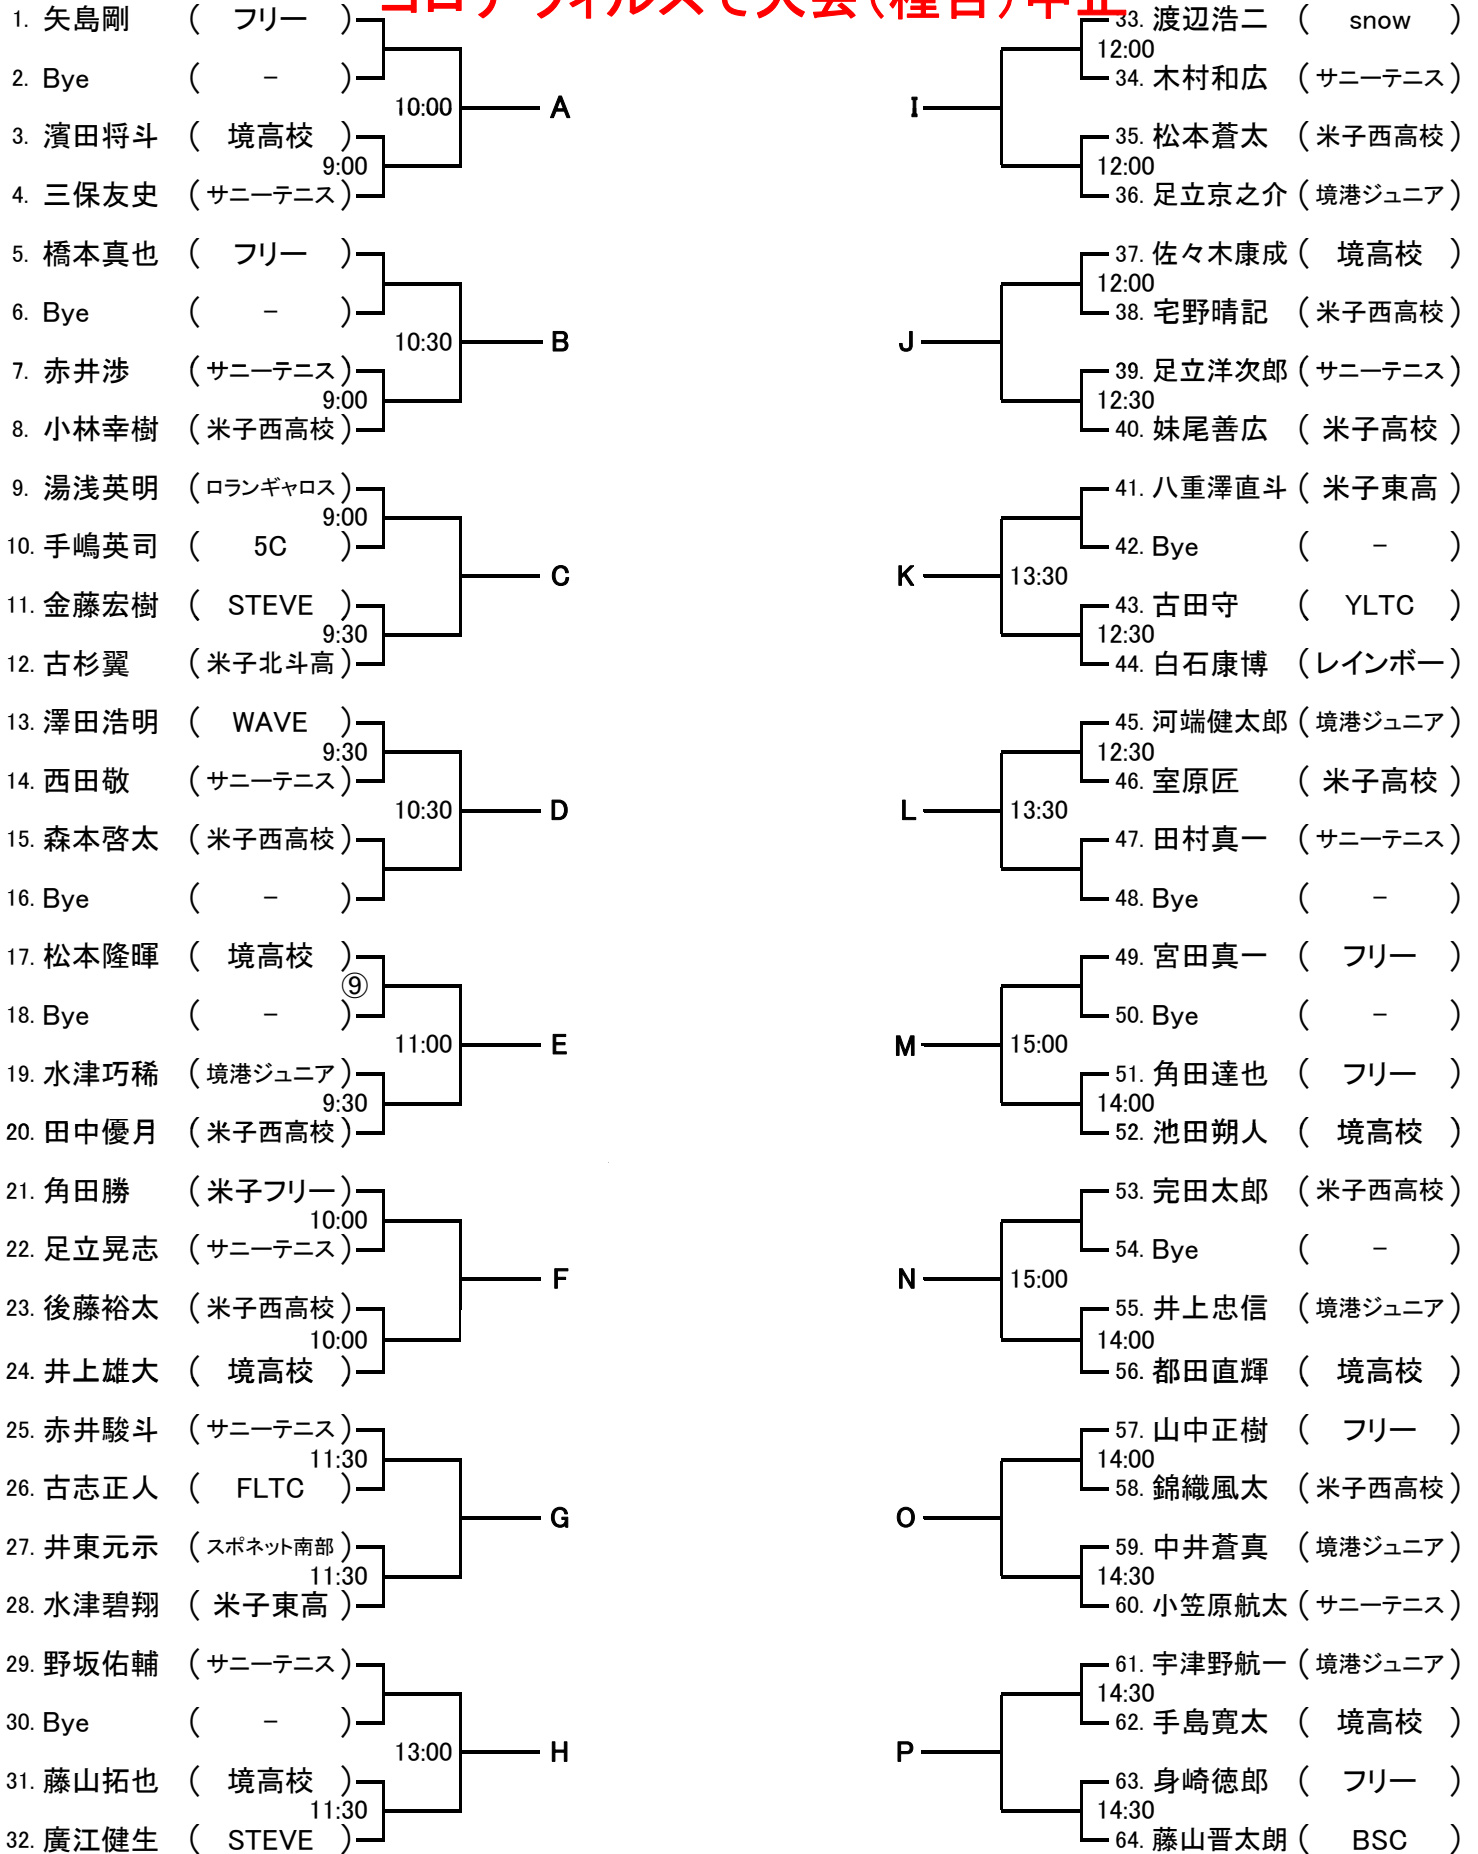 コロナウィルスで大会(種目)中止
1. 矢島剛 ( フリー )
2. Bye ( - )
10:00 A
3. 濱田将斗 ( 境高校 )
9:00
4. 三保友史 (サニーテニス)
5. 橋本真也 ( フリー )
6. Bye ( - )
10:30 B
7. 赤井渉 (サニーテニス)
9:00
8. 小林幸樹 (米子西高校)
9. 湯浅英明 (ロランギャロス)
9:00
10. 手嶋英司 ( 5C )
C
11. 金藤宏樹 ( STEVE )
9:30
12. 古杉翼 (米子北斗高)
13. 澤田浩明 ( WAVE )
9:30
14. 西田敬 (サニーテニス)
10:30 D
15. 森本啓太 (米子西高校)
16. Bye ( - )
17. 松本隆暉 ( 境高校 )
⑨
18. Bye ( - )
11:00 E
19. 水津巧稀 (境港ジュニア)
9:30
20. 田中優月 (米子西高校)
21. 角田勝 (米子フリー)
10:00
22. 足立晃志 (サニーテニス)
F
23. 後藤裕太 (米子西高校)
10:00
24. 井上雄大 ( 境高校 )
25. 赤井駿斗 (サニーテニス)
11:30
26. 古志正人 ( FLTC )
G
27. 井東元示 (スポネット南部)
11:30
28. 水津碧翔 ( 米子東高 )
29. 野坂佑輔 (サニーテニス)
30. Bye ( - )
13:00 H
31. 藤山拓也 ( 境高校 )
11:30
32. 廣江健生 ( STEVE )
33. 渡辺浩二 ( snow )
12:00
34. 木村和広 (サニーテニス)
I
35. 松本蒼太 (米子西高校)
12:00
36. 足立京之介 (境港ジュニア)
37. 佐々木康成 ( 境高校 )
12:00
38. 宅野晴記 (米子西高校)
J
39. 足立洋次郎 (サニーテニス)
12:30
40. 妹尾善広 ( 米子高校 )
41. 八重澤直斗 ( 米子東高 )
42. Bye ( - )
K 13:30
43. 古田守 ( YLTC )
12:30
44. 白石康博 (レインボー)
45. 河端健太郎 (境港ジュニア)
12:30
46. 室原匠 ( 米子高校 )
L 13:30
47. 田村真一 (サニーテニス)
48. Bye ( - )
49. 宮田真一 ( フリー )
50. Bye ( - )
M 15:00
51. 角田達也 ( フリー )
14:00
52. 池田朔人 ( 境高校 )
53. 完田太郎 (米子西高校)
54. Bye ( - )
N 15:00
55. 井上忠信 (境港ジュニア)
14:00
56. 都田直輝 ( 境高校 )
57. 山中正樹 ( フリー )
14:00
58. 錦織風太 (米子西高校)
O
59. 中井蒼真 (境港ジュニア)
14:30
60. 小笠原航太 (サニーテニス)
61. 宇津野航一 (境港ジュニア)
14:30
62. 手島寛太 ( 境高校 )
P
63. 身崎徳郎 ( フリー )
14:30
64. 藤山晋太朗 ( BSC )